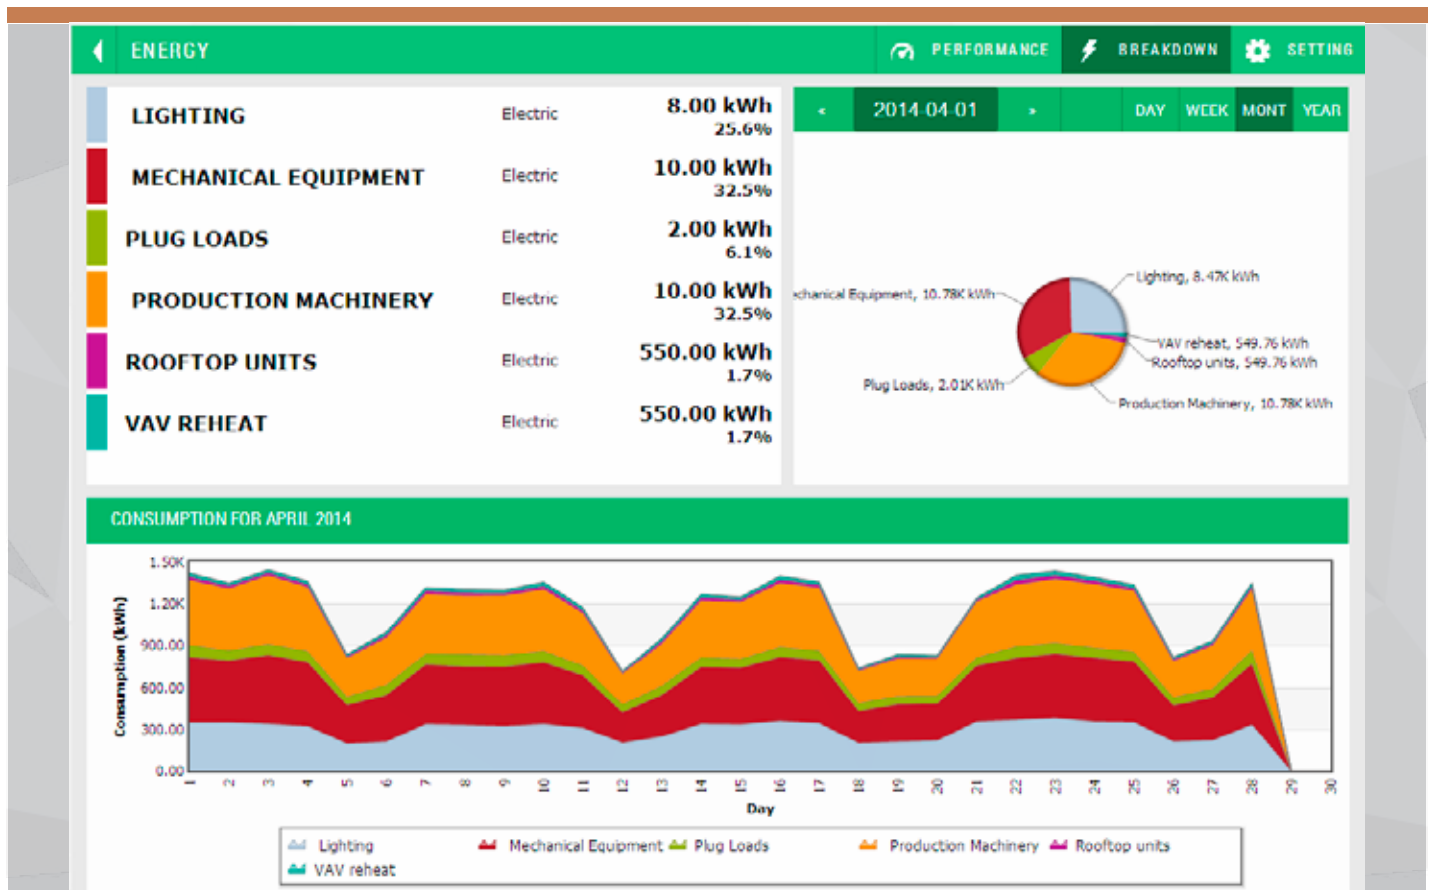 ENERGY
PERFORMANCE
BREAKDOWN
SETTING
LIGHTING Electric 8.00 kWh
25.6%
MECHANICAL EQUIPMENT Electric 10.00 kWh
32.5%
PLUG LOADS Electric 2.00 kWh
6.1%
PRODUCTION MACHINERY Electric 10.00 kWh
32.5%
ROOFTOP UNITS Electric 550.00 kWh
1.7%
VAV REHEAT Electric 550.00 kWh
1.7%
« 2014-04-01 » DAY WEEK MONT YEAR
Lighting, 8.47K kWh
chanical Equipment, 10.78K kWh
VAV reheat, 549.76 kWh
Rooftop units, 549.76 kWh
Plug Loads, 2.01K kWh
Production Machinery, 10.78K kWh
CONSUMPTION FOR APRIL 2014
Consumption (kWh)
1.50K
1.20K
900.00
600.00
300.00
0.00
1 2 3 4 5 6 7 8 9 10 11 12 13 14 15 16 17 18 19 20 21 22 23 24 25 26 27 28 29 30
Day
Lighting Mechanical Equipment Plug Loads Production Machinery Rooftop units
VAV reheat